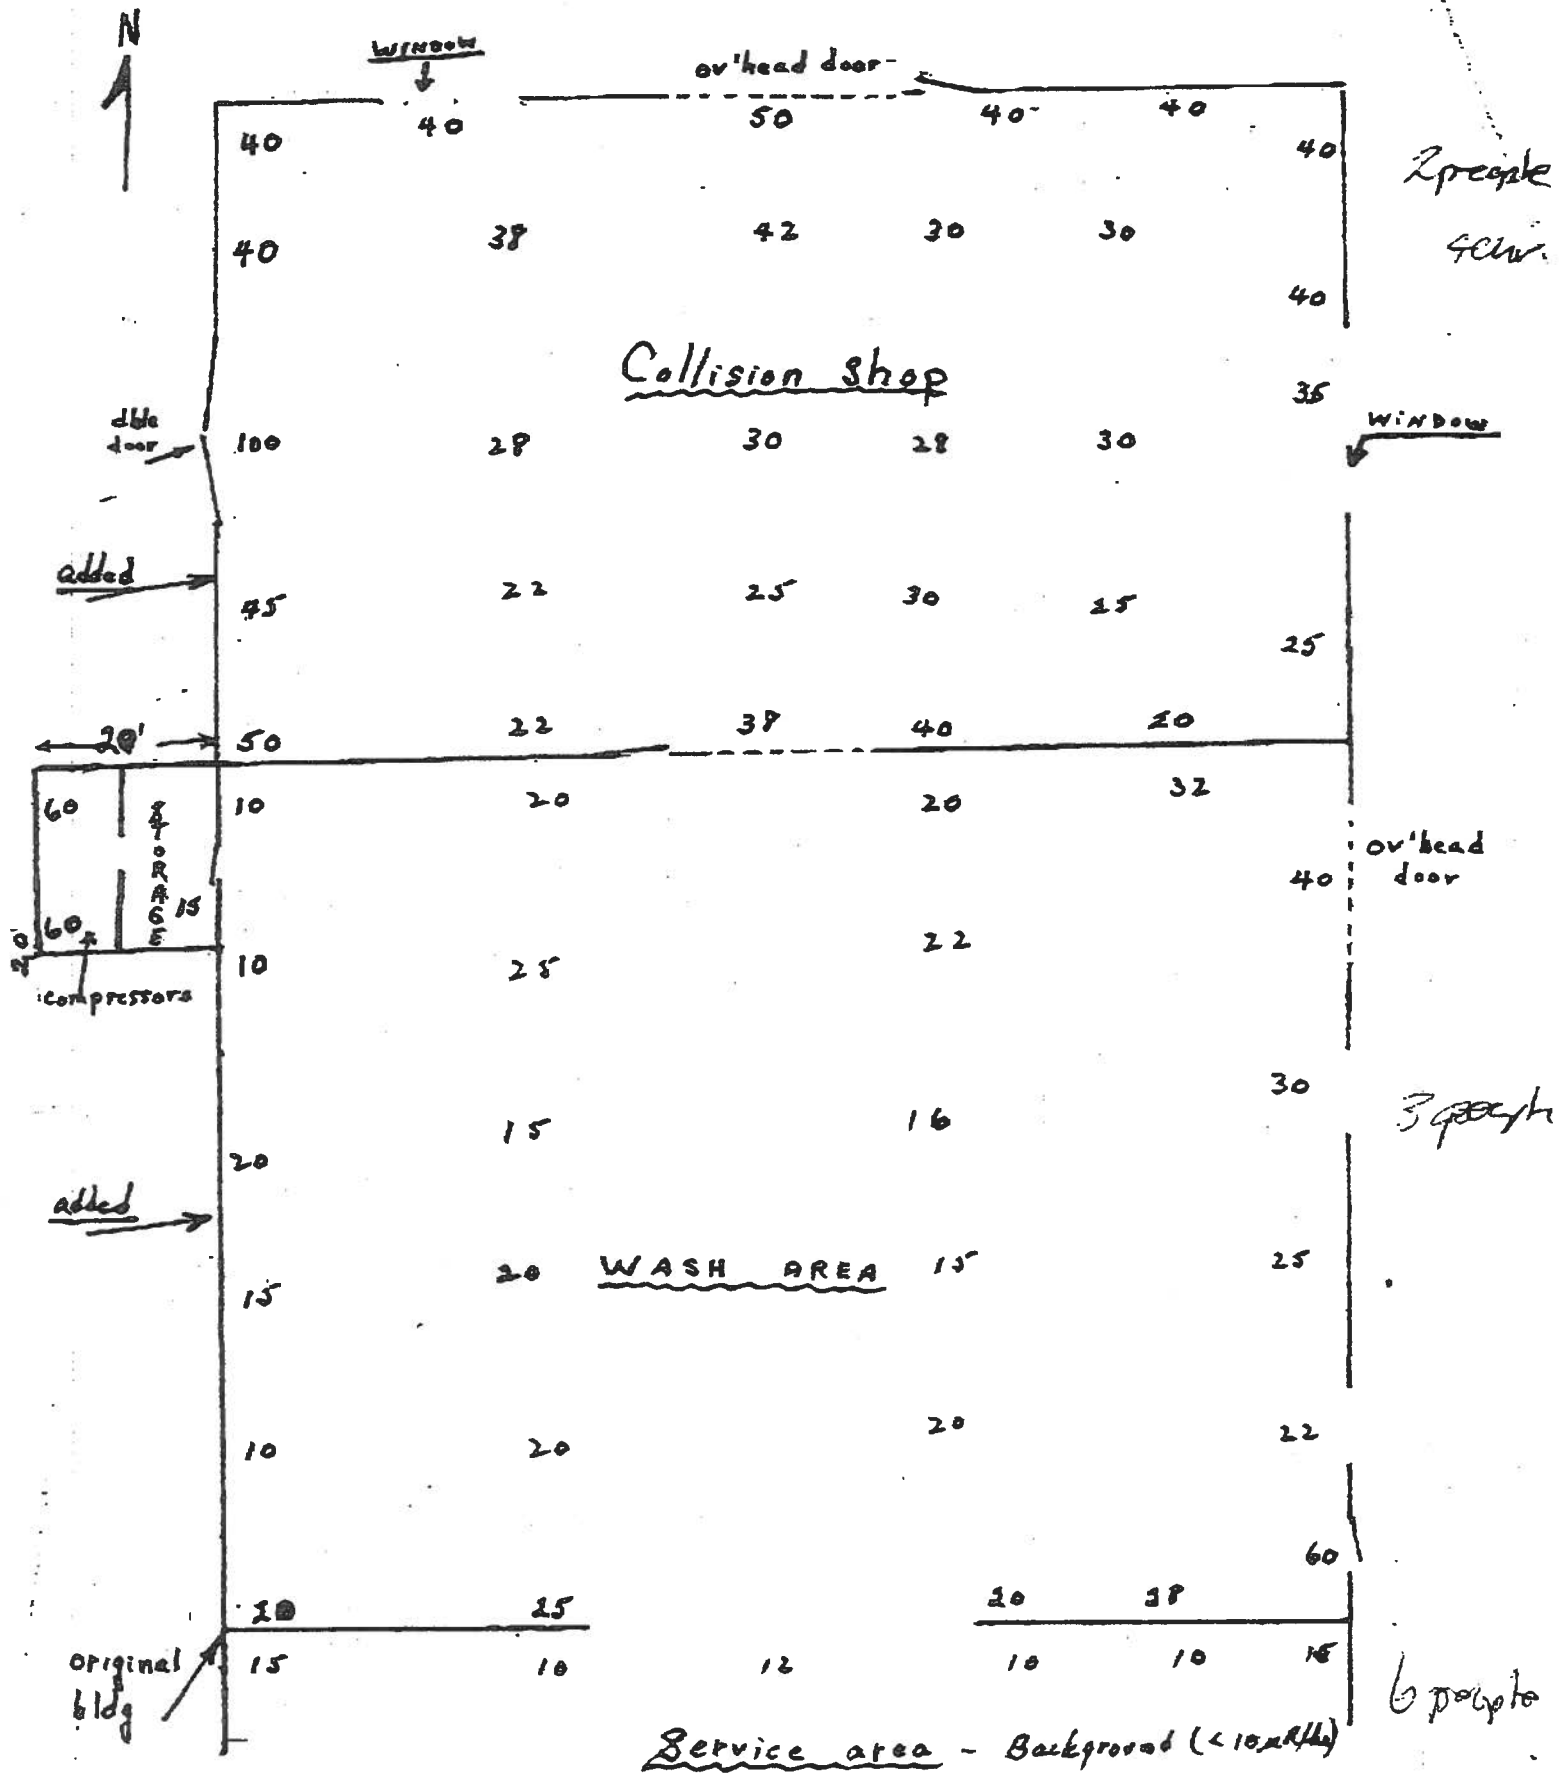 N
WINDOW
ov'head door-
40 40 50 40- 40 40
2 people
40 38 42 30 30
40
Collision Shop
35
dble
door
100 28 30 28 30
WINDOW
added
45 22 25 30 25
25
20' 50 22 38 40 20
60 STORAGE 10 20 20 32
ov'head
door
40
60 15
20'
10 25 22
compressors
30
15 16
20
added
20 WASH AREA 15 25
15
10 20 20 22
60
25 20
original
bldg
15 10 12 10 10 15
6 people
Service area - Background (<10µR/hr)